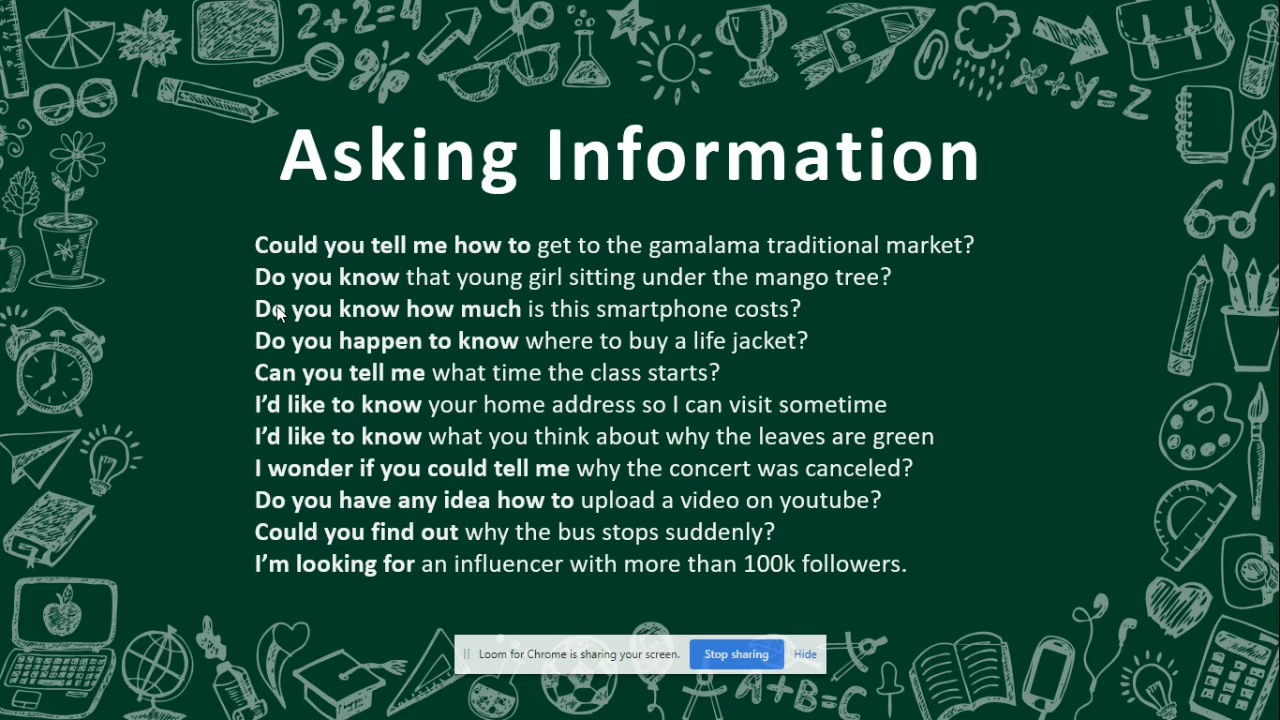 2+2=4
x+y=z
Asking Information
Could you tell me how to get to the gamalama traditional market?
Do you know that young girl sitting under the mango tree?
Do you know how much is this smartphone costs?
Do you happen to know where to buy a life jacket?
Can you tell me what time the class starts?
I'd like to know your home address so I can visit sometime
I'd like to know what you think about why the leaves are green
I wonder if you could tell me why the concert was canceled?
Do you have any idea how to upload a video on youtube?
Could you find out why the bus stops suddenly?
I'm looking for an influencer with more than 100k followers.
Loom for Chrome is sharing your screen. Stop sharing Hide
A+B=C